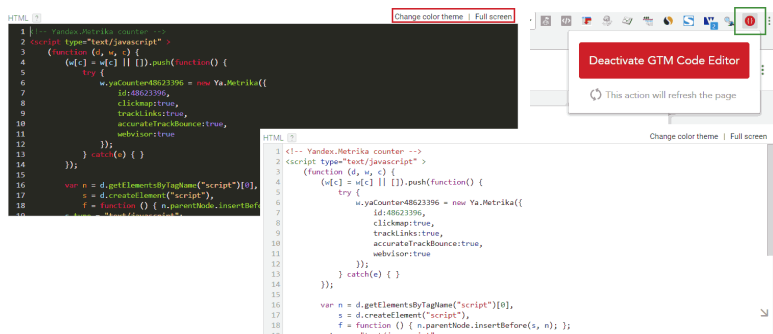 HTML ?
Change color theme | Full screen
1 <!-- Yandex.Metrika counter -->
2 <script type="text/javascript" >
3 (function (d, w, c) {
4 (w[c] = w[c] || []).push(function() {
5 try {
6 w.yaCounter48623396 = new Ya.Metrika({
7 id:48623396,
8 clickmap:true,
9 trackLinks:true,
10 accurateTrackBounce:true,
11 webvisor:true
12 });
13 } catch(e) { }
14 });
15
16 var n = d.getElementsByTagName("script")[0],
17 s = d.createElement("script"),
18 f = function () { n.parentNode.insertBefore
19 s.type = "text/javascript";
Deactivate GTM Code Editor
This action will refresh the page
HTML ?
Change color theme | Full screen
1 <!-- Yandex.Metrika counter -->
2 <script type="text/javascript" >
3 (function (d, w, c) {
4 (w[c] = w[c] || []).push(function() {
5 try {
6 w.yaCounter48623396 = new Ya.Metrika({
7 id:48623396,
8 clickmap:true,
9 trackLinks:true,
10 accurateTrackBounce:true,
11 webvisor:true
12 });
13 } catch(e) { }
14 });
15
16 var n = d.getElementsByTagName("script")[0],
17 s = d.createElement("script"),
18 f = function () { n.parentNode.insertBefore(s, n); };